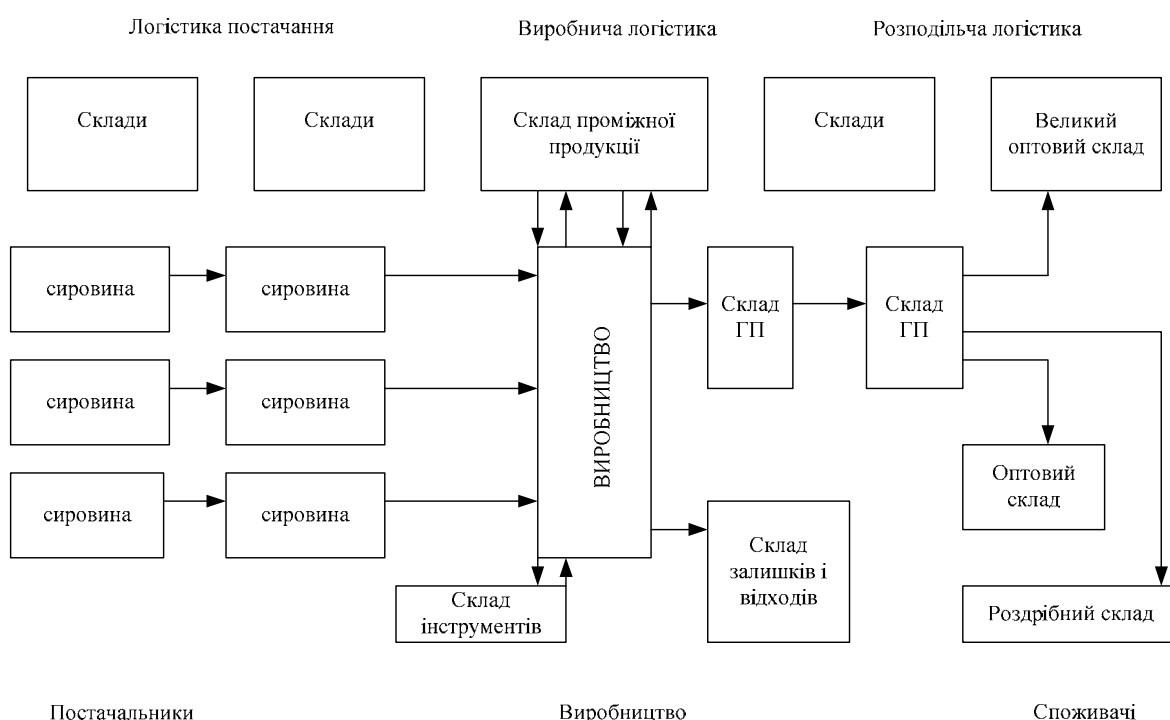 Логістика постачання
Виробнича логістика
Розподільча логістика
Склади
Склади
Склад проміжної
продукції
Склади
Великий
оптовий склад
сировина
сировина
Склад
ГП
Склад
ГП
сировина
сировина
ВИРОБНИЦТВО
сировина
сировина
Оптовий
склад
Склад
залишків і
відходів
Склад
інструментів
Роздрібний склад
Постачальники
Виробництво
Споживачі